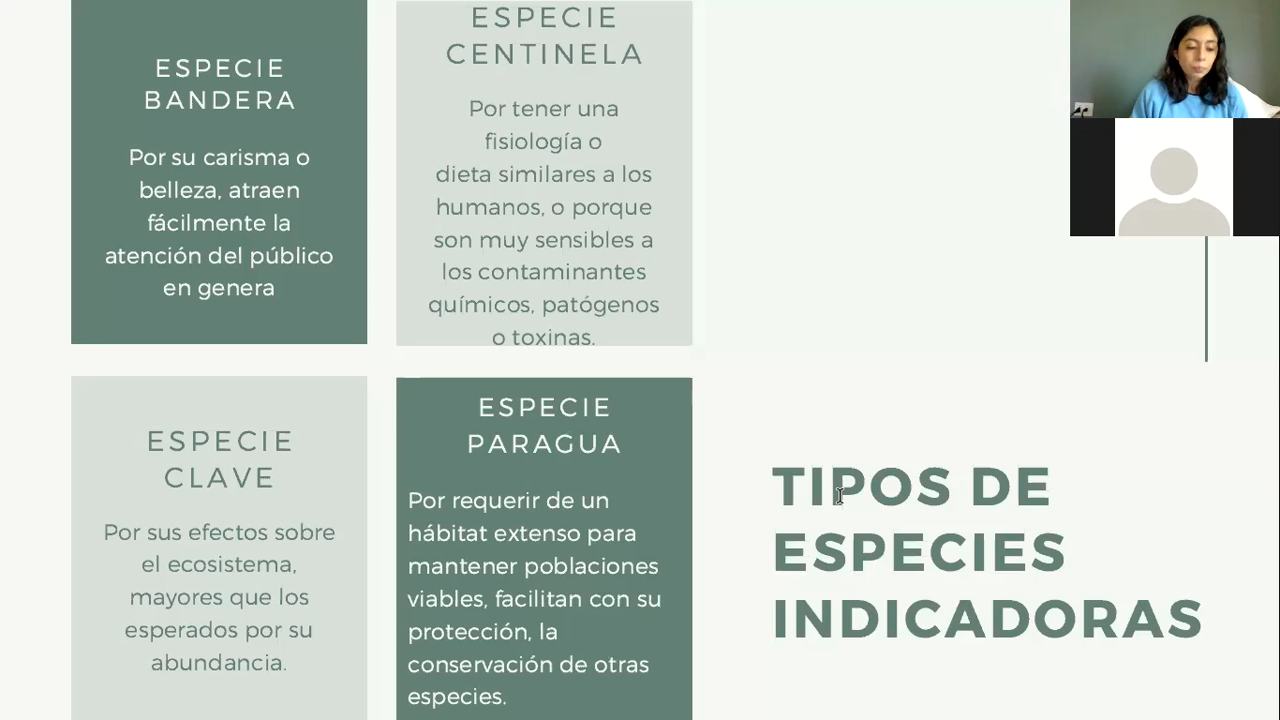 ESPECIE
BANDERA
Por su carisma o
belleza, atraen
fácilmente la
atención del público
en genera
ESPECIE
CENTINELA
Por tener una
fisiología o
dieta similares a los
humanos, o porque
son muy sensibles a
los contaminantes
químicos, patógenos
o toxinas.
ESPECIE
CLAVE
Por sus efectos sobre
el ecosistema,
mayores que los
esperados por su
abundancia.
ESPECIE
PARAGUA
Por requerir de un
hábitat extenso para
mantener poblaciones
viables, facilitan con su
protección, la
conservación de otras
especies.
TIPOS DE
ESPECIES
INDICADORAS